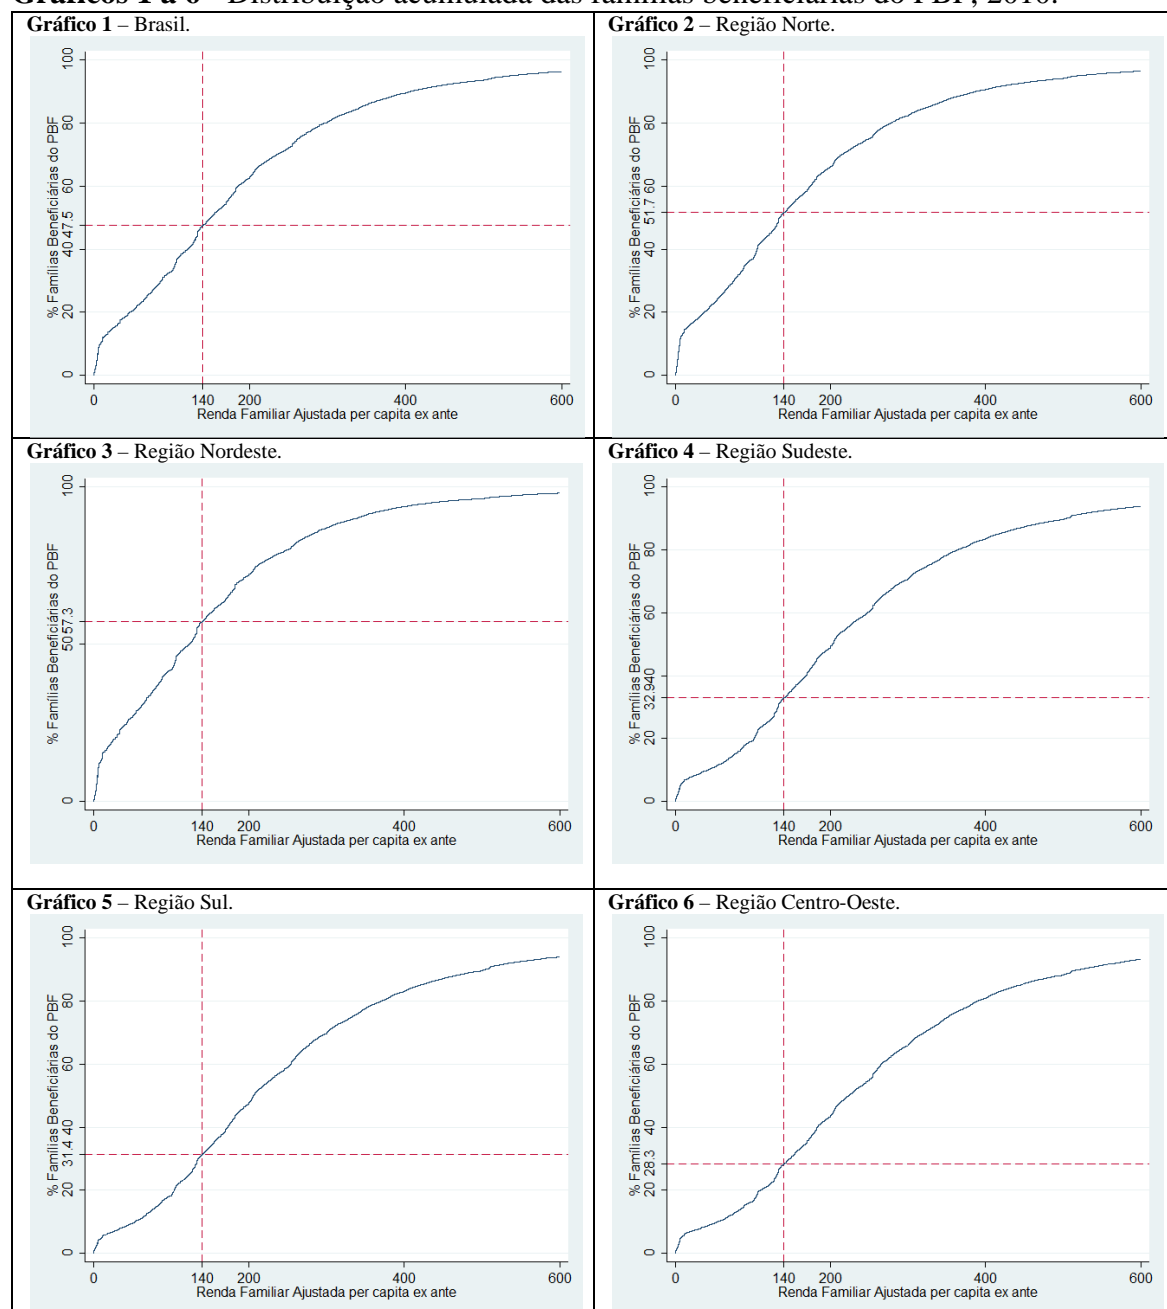 Gráficos 1 a 6 - Distribuição acumulada das famílias beneficiárias do PBF, 2010.
Gráfico 1 – Brasil.
% Famílias Beneficiárias do PBF
0 20 40 47.5 60 80 100
0 140 200 400 600
Renda Familiar Ajustada per capita ex ante
Gráfico 2 – Região Norte.
% Famílias Beneficiárias do PBF
0 20 40 51.7 60 80 100
0 140 200 400 600
Renda Familiar Ajustada per capita ex ante
Gráfico 3 – Região Nordeste.
% Famílias Beneficiárias do PBF
0 50 57.3 100
0 140 200 400 600
Renda Familiar Ajustada per capita ex ante
Gráfico 4 – Região Sudeste.
% Famílias Beneficiárias do PBF
0 20 32.9 40 60 80 100
0 140 200 400 600
Renda Familiar Ajustada per capita ex ante
Gráfico 5 – Região Sul.
% Famílias Beneficiárias do PBF
0 20 31.4 40 60 80 100
0 140 200 400 600
Renda Familiar Ajustada per capita ex ante
Gráfico 6 – Região Centro-Oeste.
% Famílias Beneficiárias do PBF
0 20 28.3 40 60 80 100
0 140 200 400 600
Renda Familiar Ajustada per capita ex ante